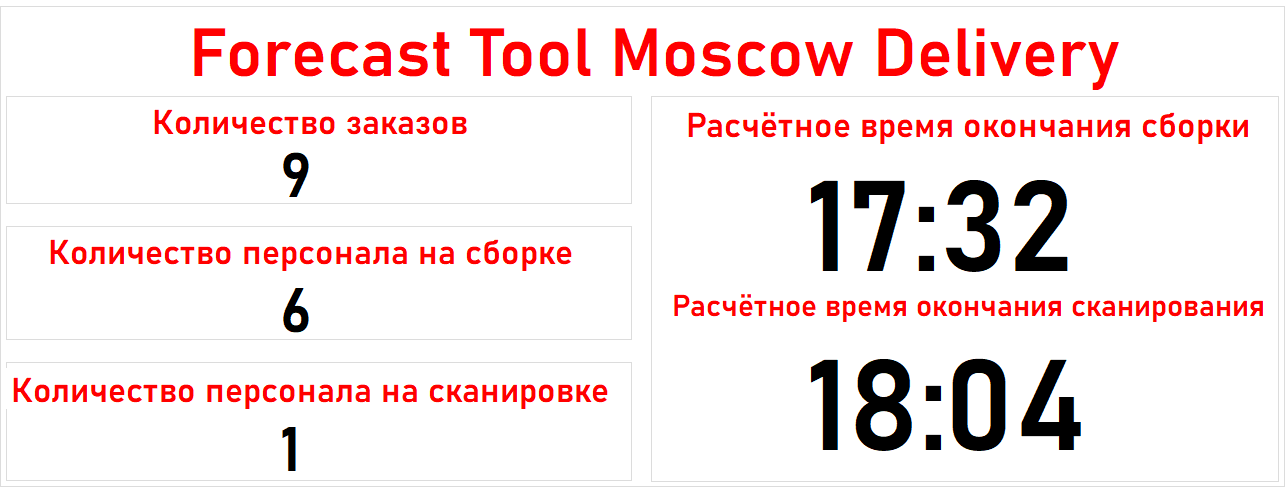 Forecast Tool Moscow Delivery
Количество заказов
9
Количество персонала на сборке
6
Количество персонала на сканировке
1
Расчётное время окончания сборки
17:32
Расчётное время окончания сканирования
18:04